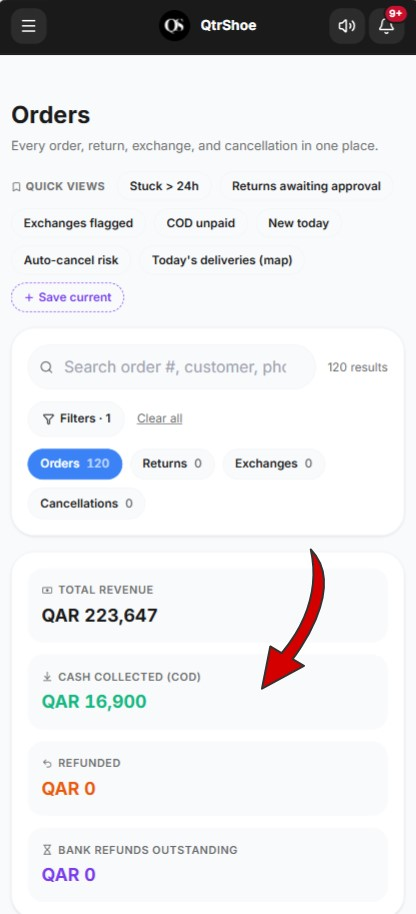 QS QtrShoe 9+
Orders
Every order, return, exchange, and cancellation in one place.
QUICK VIEWS Stuck > 24h Returns awaiting approval
Exchanges flagged COD unpaid New today
Auto-cancel risk Today's deliveries (map)
+ Save current
Search order #, customer, pho 120 results
Filters · 1 Clear all
Orders 120 Returns 0 Exchanges 0
Cancellations 0
TOTAL REVENUE
QAR 223,647
CASH COLLECTED (COD)
QAR 16,900
REFUNDED
QAR 0
BANK REFUNDS OUTSTANDING
QAR 0